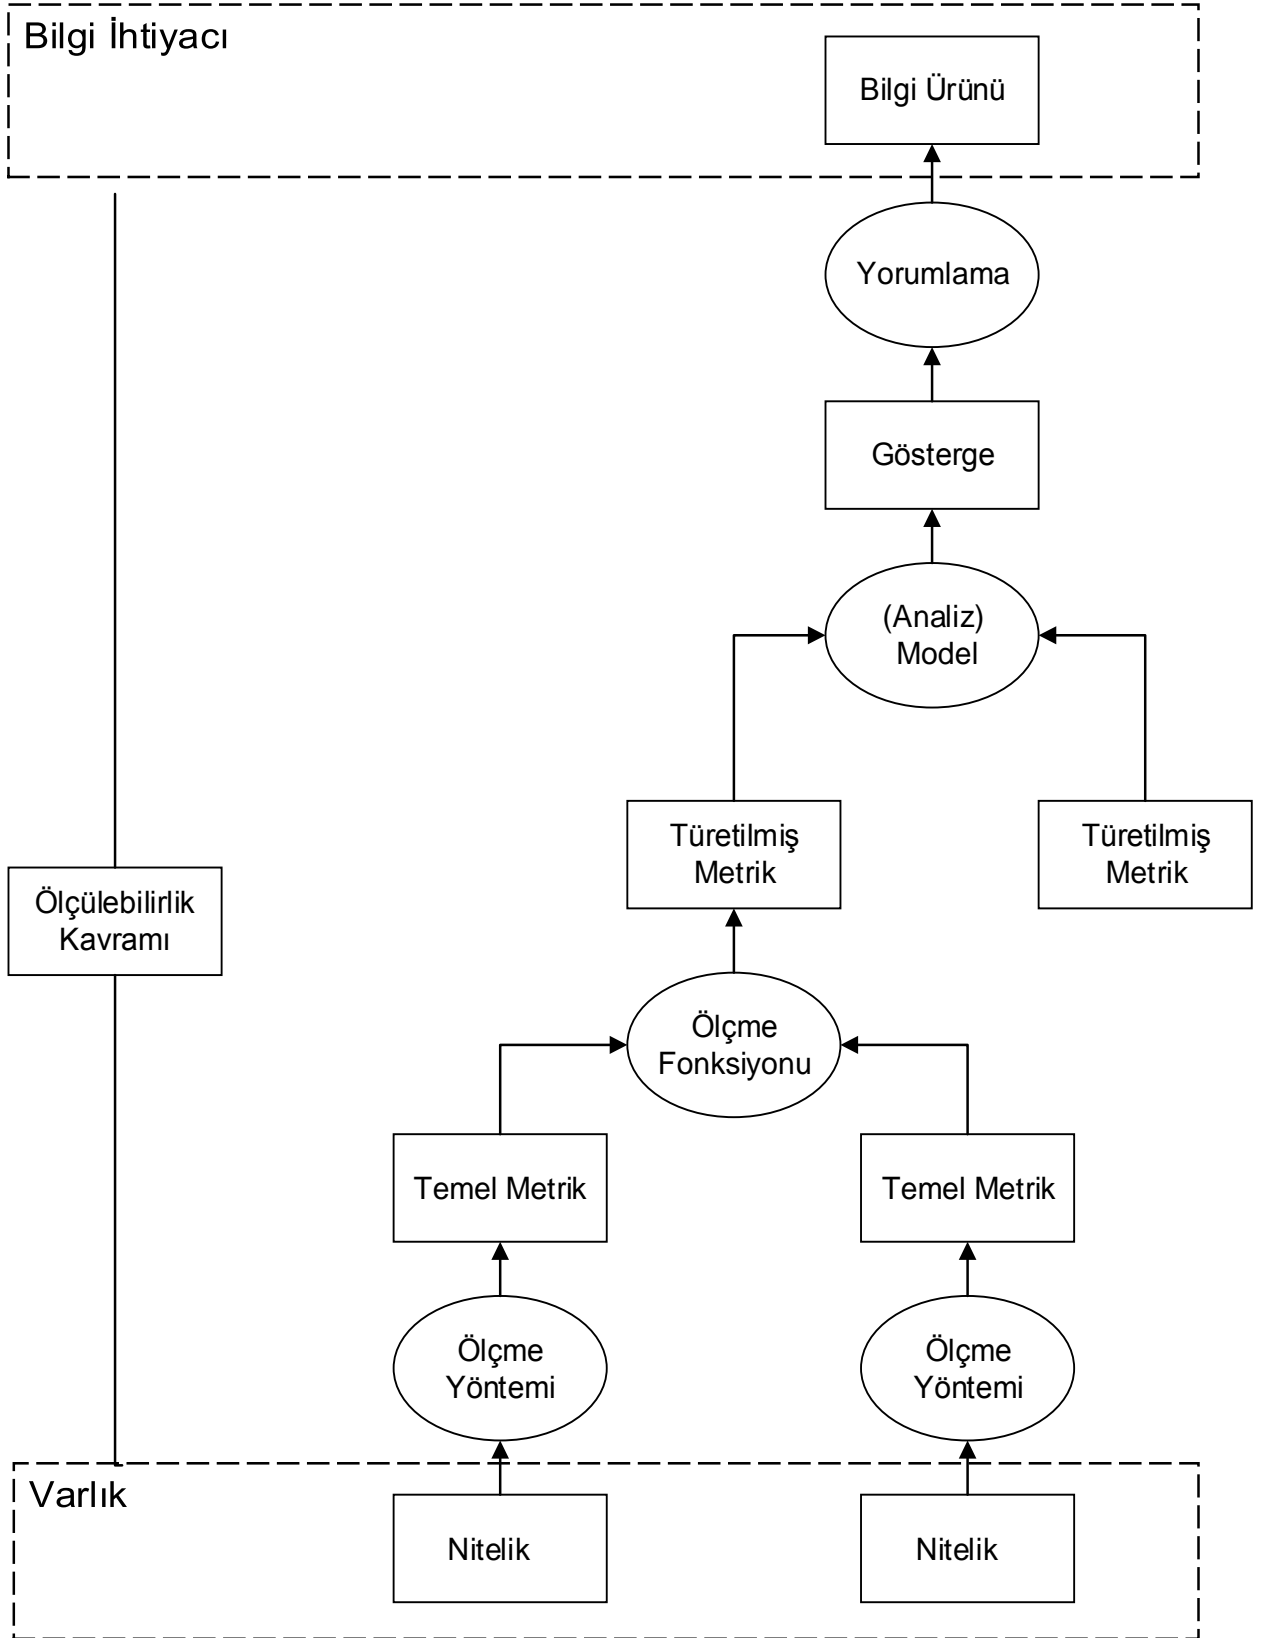 Bilgi İhtiyacı
Bilgi Ürünü
Yorumlama
Gösterge
(Analiz)
Model
Türetilmiş
Metrik
Türetilmiş
Metrik
Ölçülebilirlik
Kavramı
Ölçme
Fonksiyonu
Temel Metrik
Temel Metrik
Ölçme
Yöntemi
Ölçme
Yöntemi
Varlık
Nitelik
Nitelik